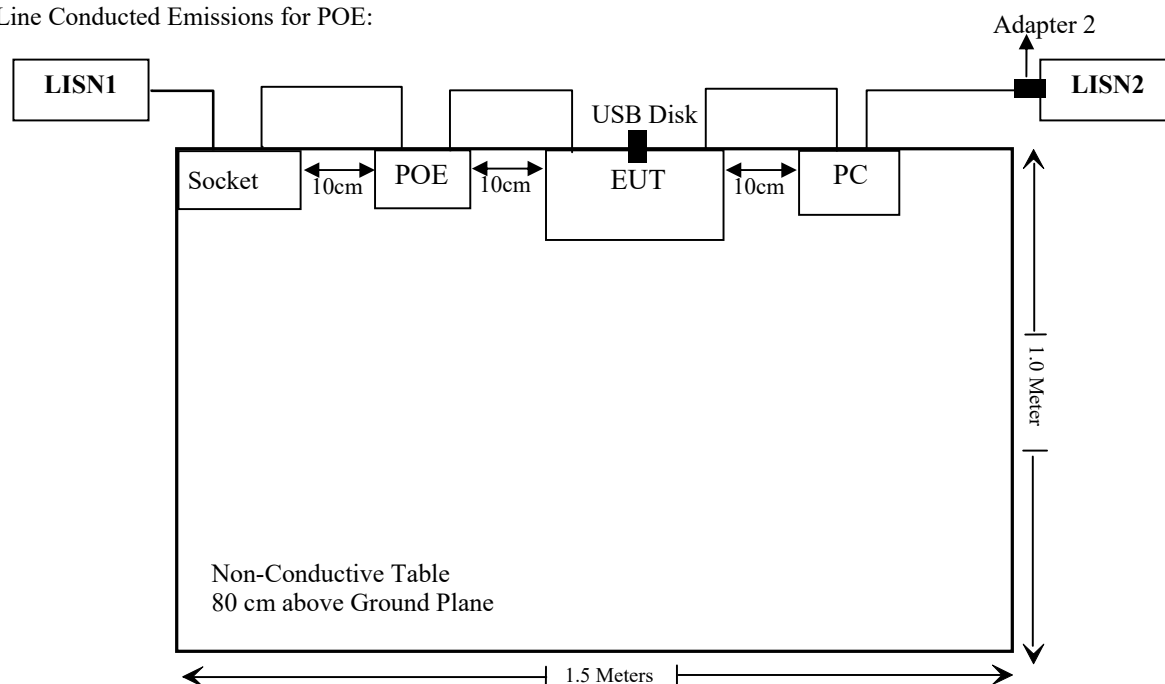 Line Conducted Emissions for POE:
Adapter 2
LISN1
LISN2
USB Disk
Socket
10cm
POE
10cm
EUT
10cm
PC
1.0 Meter
Non-Conductive Table
80 cm above Ground Plane
1.5 Meters